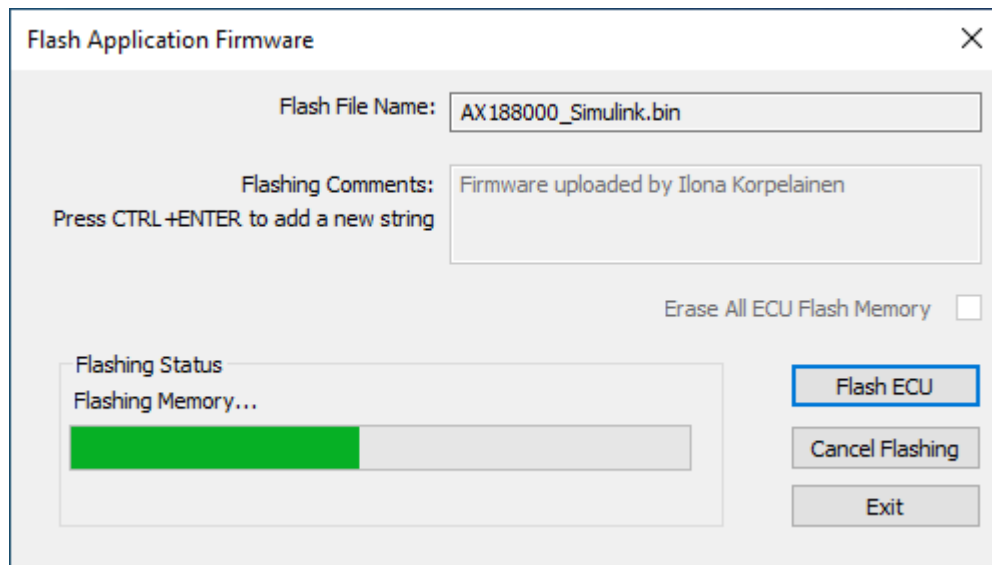 Flash Application Firmware
Flash File Name: AX188000_Simulink.bin
Flashing Comments: Firmware uploaded by Ilona Korpelainen
Press CTRL+ENTER to add a new string
Erase All ECU Flash Memory
Flashing Status
Flash ECU
Flashing Memory...
Cancel Flashing
Exit